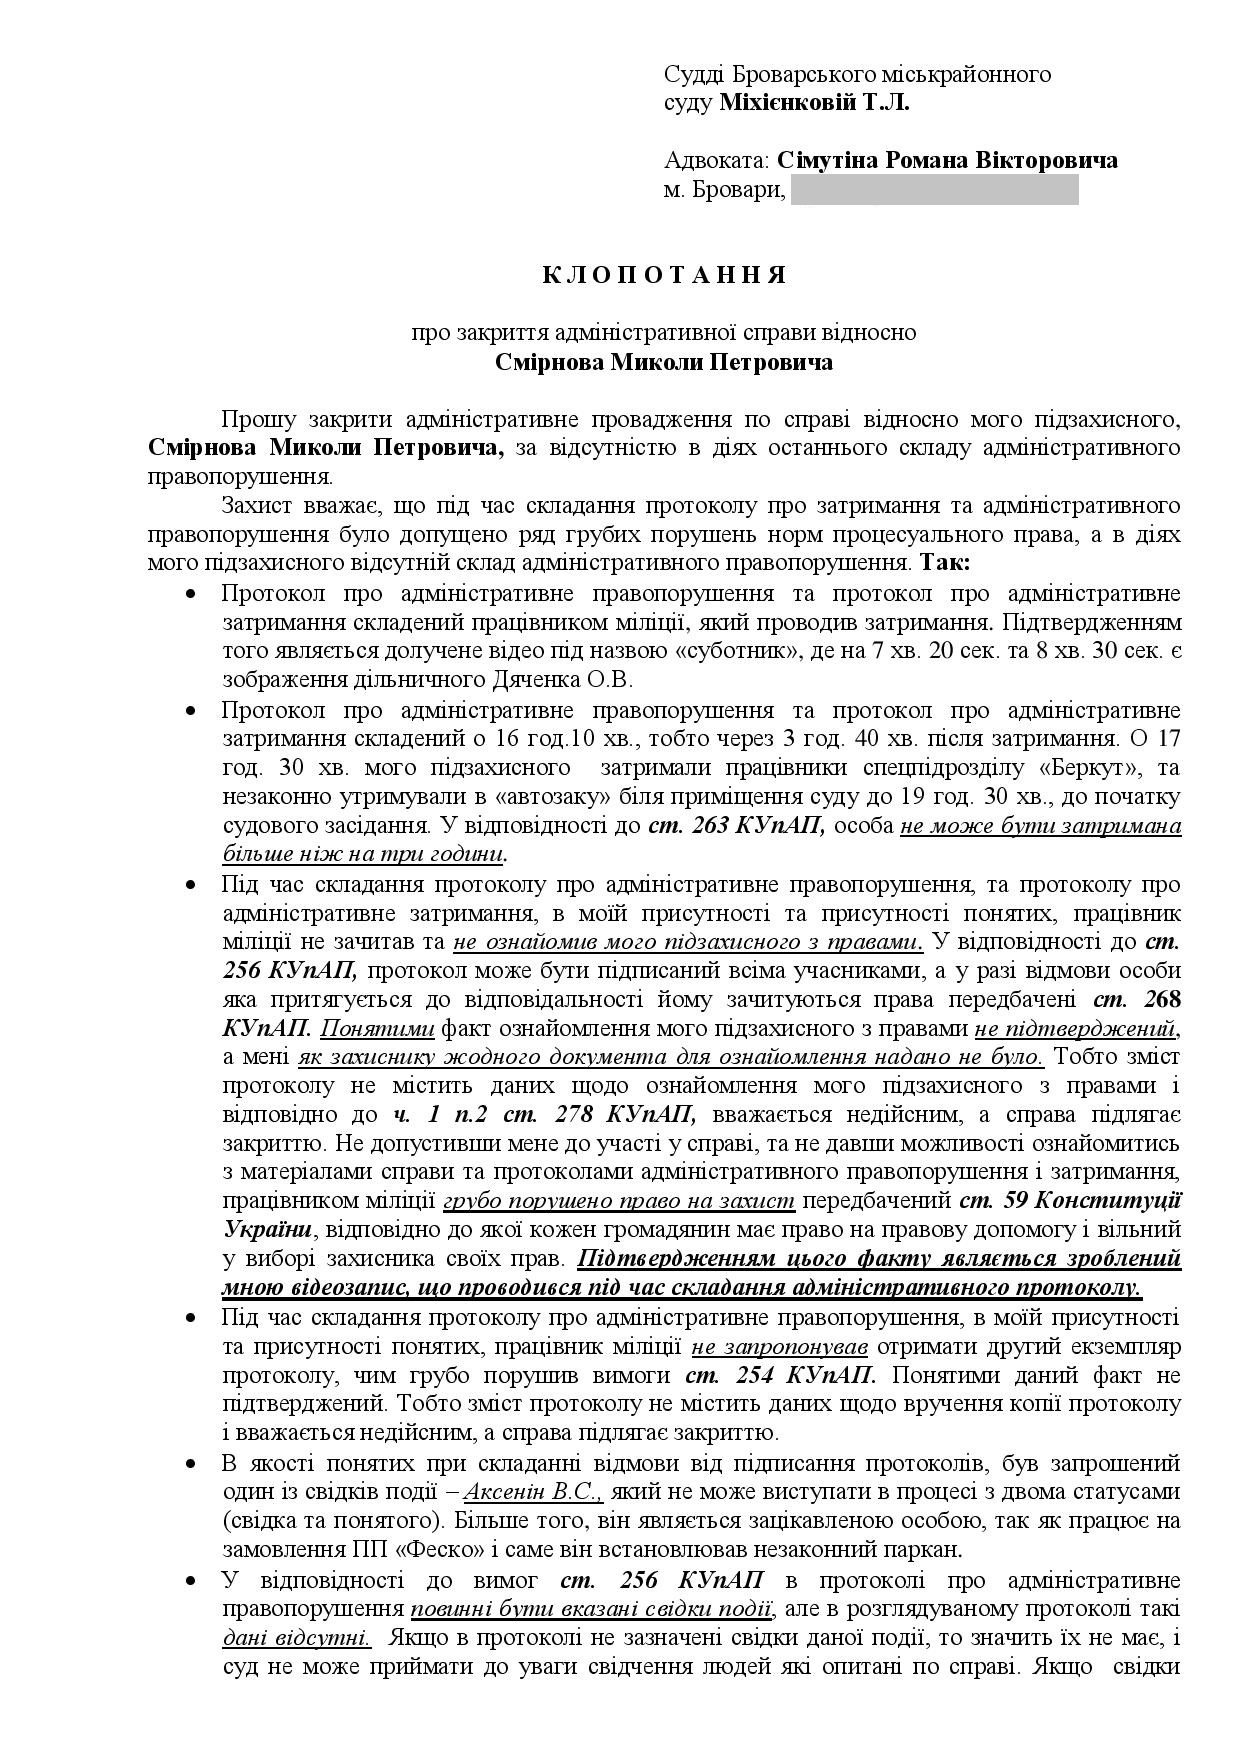 Судді Броварського міськрайонного
суду Міхієнковій Т.Л.
Адвоката: Сімутіна Романа Вікторовича
м. Бровари,
К Л О П О Т А Н Н Я
про закриття адміністративної справи відносно
Смірнова Миколи Петровича
Прошу закрити адміністративне провадження по справі відносно мого підзахисного,
Смірнова Миколи Петровича, за відсутністю в діях останнього складу адміністративного
правопорушення.
Захист вважає, що під час складання протоколу про затримання та адміністративного
правопорушення було допущено ряд грубих порушень норм процесуального права, а в діях
мого підзахисного відсутній склад адміністративного правопорушення. Так:
• Протокол про адміністративне правопорушення та протокол про адміністративне
затримання складений працівником міліції, який проводив затримання. Підтвердженням
того являється долучене відео під назвою «суботник», де на 7 хв. 20 сек. та 8 хв. 30 сек. є
зображення дільничного Дяченка О.В.
• Протокол про адміністративне правопорушення та протокол про адміністративне
затримання складений о 16 год.10 хв., тобто через 3 год. 40 хв. після затримання. О 17
год. 30 хв. мого підзахисного затримали працівники спецпідрозділу «Беркут», та
незаконно утримували в «автозаку» біля приміщення суду до 19 год. 30 хв., до початку
судового засідання. У відповідності до ст. 263 КУпАП, особа не може бути затримана
більше ніж на три години.
• Під час складання протоколу про адміністративне правопорушення, та протоколу про
адміністративне затримання, в моїй присутності та присутності понятих, працівник
міліції не зачитав та не ознайомив мого підзахисного з правами. У відповідності до ст.
256 КУпАП, протокол може бути підписаний всіма учасниками, а у разі відмови особи
яка притягується до відповідальності йому зачитуються права передбачені ст. 268
КУпАП. Понятими факт ознайомлення мого підзахисного з правами не підтверджений,
а мені як захиснику жодного документа для ознайомлення надано не було. Тобто зміст
протоколу не містить даних щодо ознайомлення мого підзахисного з правами і
відповідно до ч. 1 п.2 ст. 278 КУпАП, вважається недійсним, а справа підлягає
закриттю. Не допустивши мене до участі у справі, та не давши можливості ознайомитись
з матеріалами справи та протоколами адміністративного правопорушення і затримання,
працівником міліції грубо порушено право на захист передбачений ст. 59 Конституції
України, відповідно до якої кожен громадянин має право на правову допомогу і вільний
у виборі захисника своїх прав. Підтвердженням цього факту являється зроблений
мною відеозапис, що проводився під час складання адміністративного протоколу.
• Під час складання протоколу про адміністративне правопорушення, в моїй присутності
та присутності понятих, працівник міліції не запропонував отримати другий екземпляр
протоколу, чим грубо порушив вимоги ст. 254 КУпАП. Понятими даний факт не
підтверджений. Тобто зміст протоколу не містить даних щодо вручення копії протоколу
і вважається недійсним, а справа підлягає закриттю.
• В якості понятих при складанні відмови від підписання протоколів, був запрошений
один із свідків події – Аксенін В.С., який не може виступати в процесі з двома статусами
(свідка та понятого). Більше того, він являється зацікавленою особою, так як працює на
замовлення ПП «Феско» і саме він встановлював незаконний паркан.
• У відповідності до вимог ст. 256 КУпАП в протоколі про адміністративне
правопорушення повинні бути вказані свідки події, але в розглядуваному протоколі такі
дані відсутні. Якщо в протоколі не зазначені свідки даної події, то значить їх не має, і
суд не може приймати до уваги свідчення людей які опитані по справі. Якщо свідки